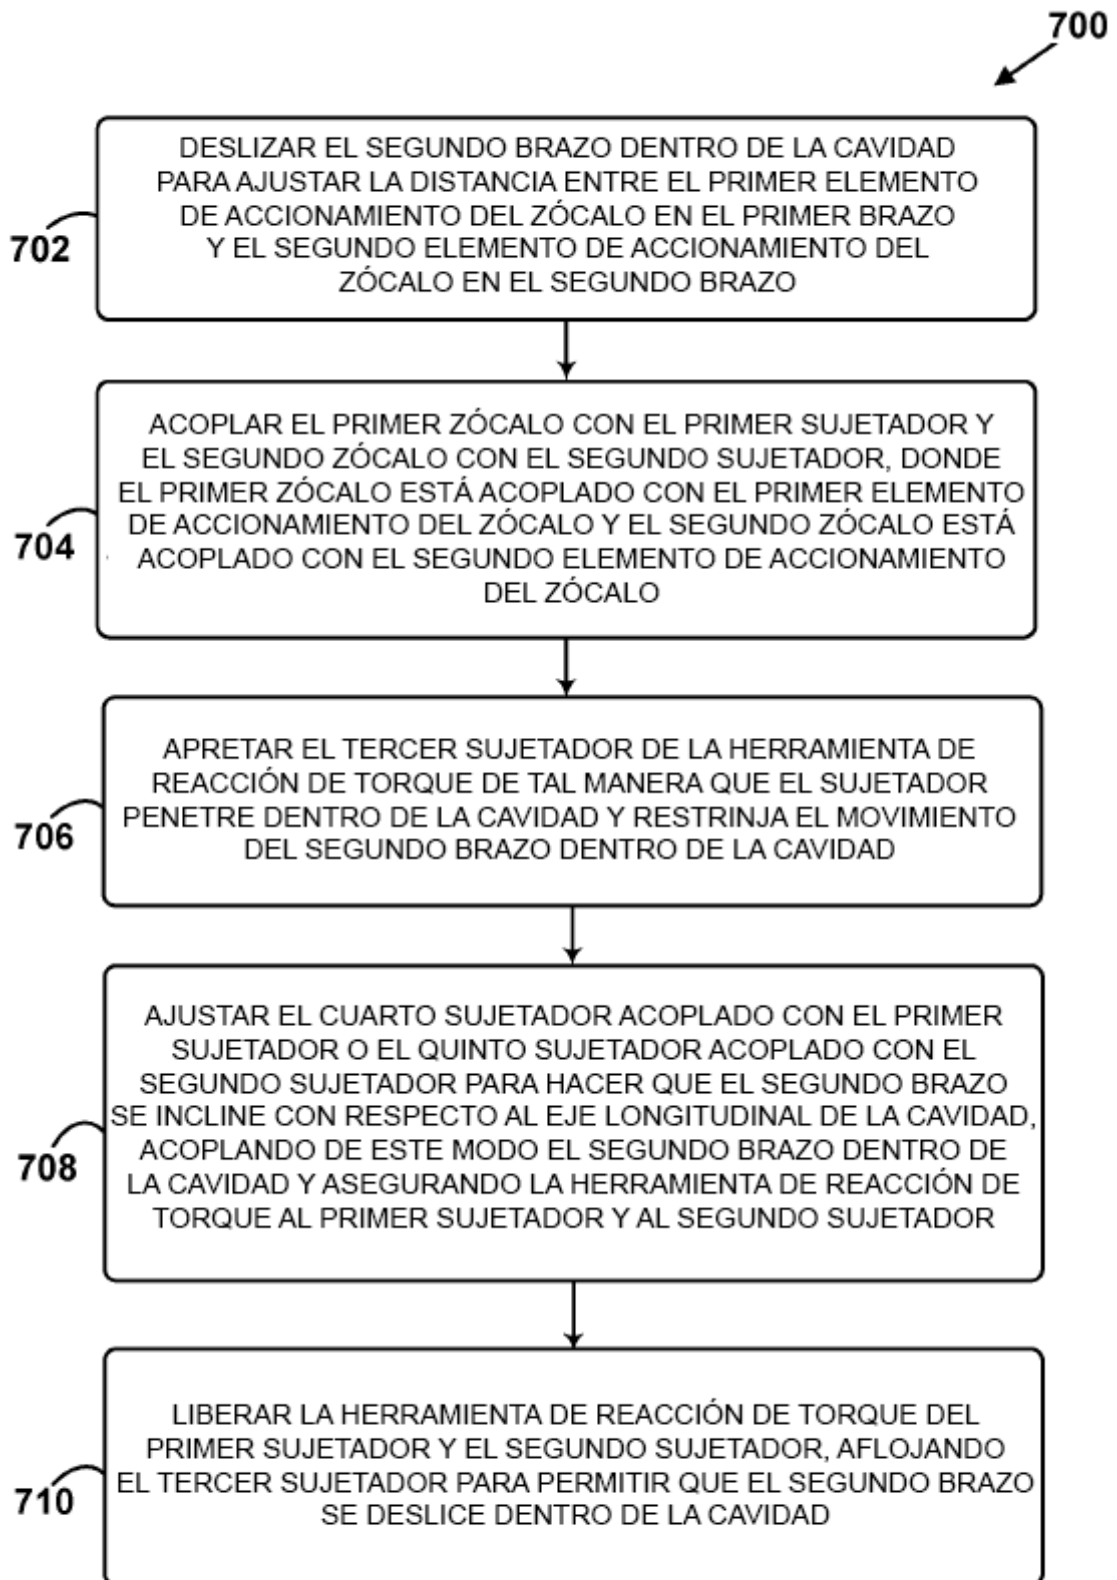 700
DESLIZAR EL SEGUNDO BRAZO DENTRO DE LA CAVIDAD
PARA AJUSTAR LA DISTANCIA ENTRE EL PRIMER ELEMENTO
DE ACCIONAMIENTO DEL ZÓCALO EN EL PRIMER BRAZO
Y EL SEGUNDO ELEMENTO DE ACCIONAMIENTO DEL
ZÓCALO EN EL SEGUNDO BRAZO
702
ACOPLAR EL PRIMER ZÓCALO CON EL PRIMER SUJETADOR Y
EL SEGUNDO ZÓCALO CON EL SEGUNDO SUJETADOR, DONDE
EL PRIMER ZÓCALO ESTÁ ACOPLADO CON EL PRIMER ELEMENTO
DE ACCIONAMIENTO DEL ZÓCALO Y EL SEGUNDO ZÓCALO ESTÁ
ACOPLADO CON EL SEGUNDO ELEMENTO DE ACCIONAMIENTO
DEL ZÓCALO
704
APRETAR EL TERCER SUJETADOR DE LA HERRAMIENTA DE
REACCIÓN DE TORQUE DE TAL MANERA QUE EL SUJETADOR
PENETRE DENTRO DE LA CAVIDAD Y RESTRINJA EL MOVIMIENTO
DEL SEGUNDO BRAZO DENTRO DE LA CAVIDAD
706
AJUSTAR EL CUARTO SUJETADOR ACOPLADO CON EL PRIMER
SUJETADOR O EL QUINTO SUJETADOR ACOPLADO CON EL
SEGUNDO SUJETADOR PARA HACER QUE EL SEGUNDO BRAZO
SE INCLINE CON RESPECTO AL EJE LONGITUDINAL DE LA CAVIDAD,
ACOPLANDO DE ESTE MODO EL SEGUNDO BRAZO DENTRO DE
LA CAVIDAD Y ASEGURANDO LA HERRAMIENTA DE REACCIÓN DE
TORQUE AL PRIMER SUJETADOR Y AL SEGUNDO SUJETADOR
708
LIBERAR LA HERRAMIENTA DE REACCIÓN DE TORQUE DEL
PRIMER SUJETADOR Y EL SEGUNDO SUJETADOR, AFLOJANDO
EL TERCER SUJETADOR PARA PERMITIR QUE EL SEGUNDO BRAZO
SE DESLICE DENTRO DE LA CAVIDAD
710